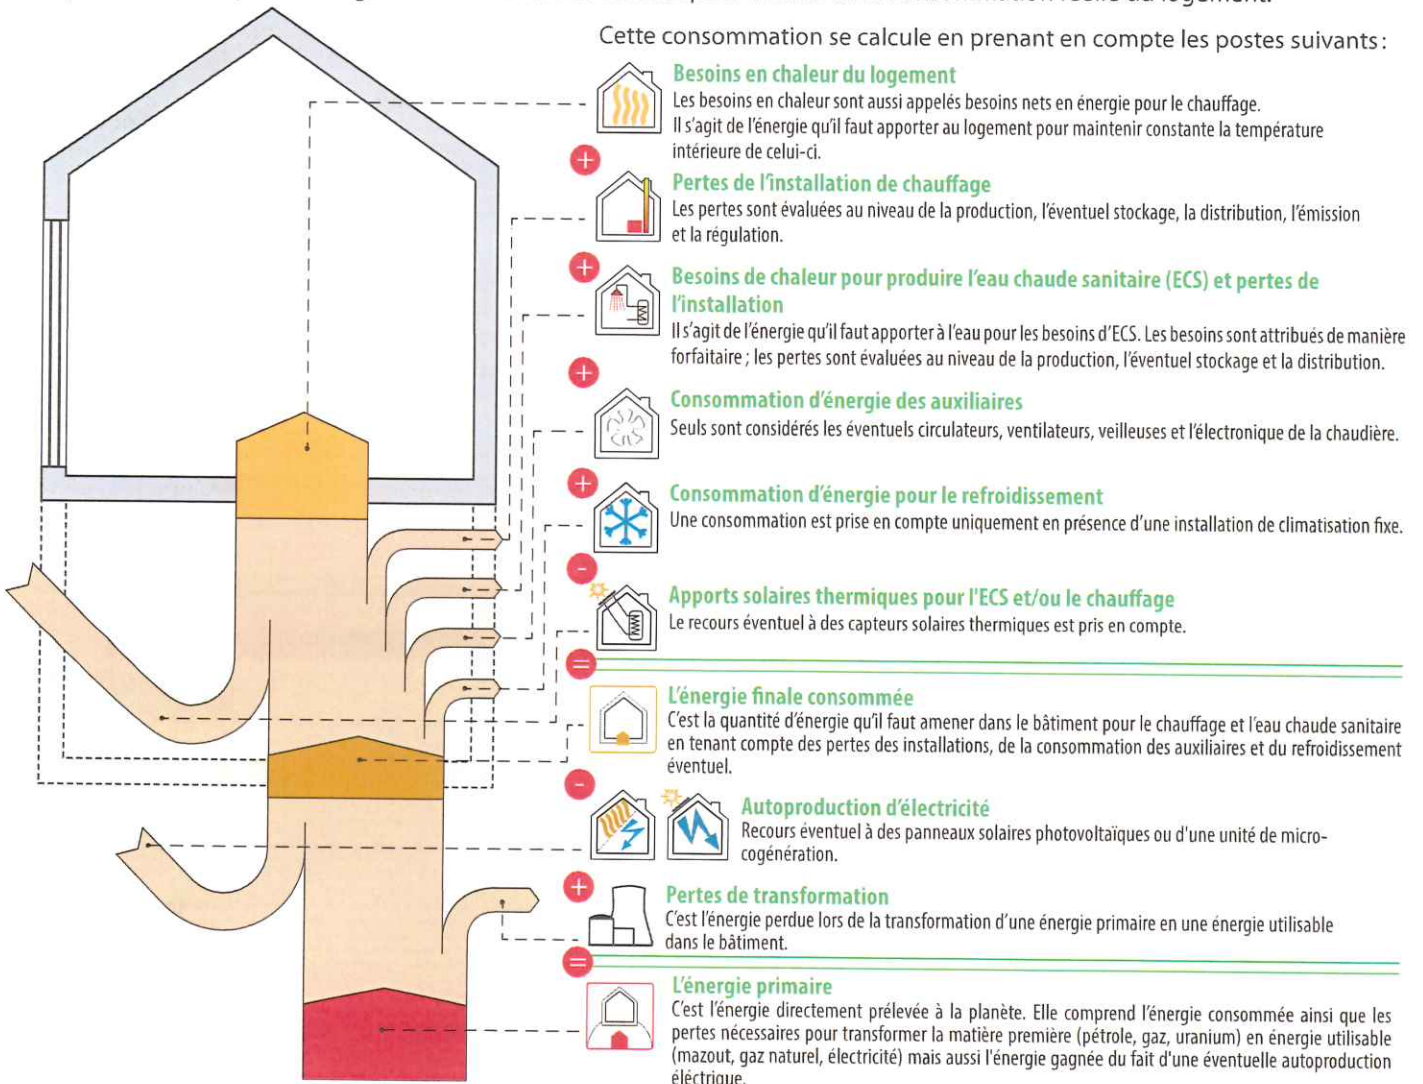 Cette consommation se calcule en prenant en compte les postes suivants :
Besoins en chaleur du logement
Les besoins en chaleur sont aussi appelés besoins nets en énergie pour le chauffage.
Il s'agit de l'énergie qu'il faut apporter au logement pour maintenir constante la température
intérieure de celui-ci.
+
Pertes de l'installation de chauffage
Les pertes sont évaluées au niveau de la production, l'éventuel stockage, la distribution, l'émission
et la régulation.
+
Besoins de chaleur pour produire l'eau chaude sanitaire (ECS) et pertes de
l'installation
Il s'agit de l'énergie qu'il faut apporter à l'eau pour les besoins d'ECS. Les besoins sont attribués de manière
forfaitaire ; les pertes sont évaluées au niveau de la production, l'éventuel stockage et la distribution.
+
Consommation d'énergie des auxiliaires
Seuls sont considérés les éventuels circulateurs, ventilateurs, veilleuses et l'électronique de la chaudière.
+
Consommation d'énergie pour le refroidissement
Une consommation est prise en compte uniquement en présence d'une installation de climatisation fixe.
-
Apports solaires thermiques pour l'ECS et/ou le chauffage
Le recours éventuel à des capteurs solaires thermiques est pris en compte.
=
L'énergie finale consommée
C'est la quantité d'énergie qu'il faut amener dans le bâtiment pour le chauffage et l'eau chaude sanitaire
en tenant compte des pertes des installations, de la consommation des auxiliaires et du refroidissement
éventuel.
-
Autoproduction d'électricité
Recours éventuel à des panneaux solaires photovoltaïques ou d'une unité de micro-
cogénération.
+
Pertes de transformation
C'est l'énergie perdue lors de la transformation d'une énergie primaire en une énergie utilisable
dans le bâtiment.
=
L'énergie primaire
C'est l'énergie directement prélevée à la planète. Elle comprend l'énergie consommée ainsi que les
pertes nécessaires pour transformer la matière première (pétrole, gaz, uranium) en énergie utilisable
(mazout, gaz naturel, électricité) mais aussi l'énergie gagnée du fait d'une éventuelle autoproduction
éléctrique.